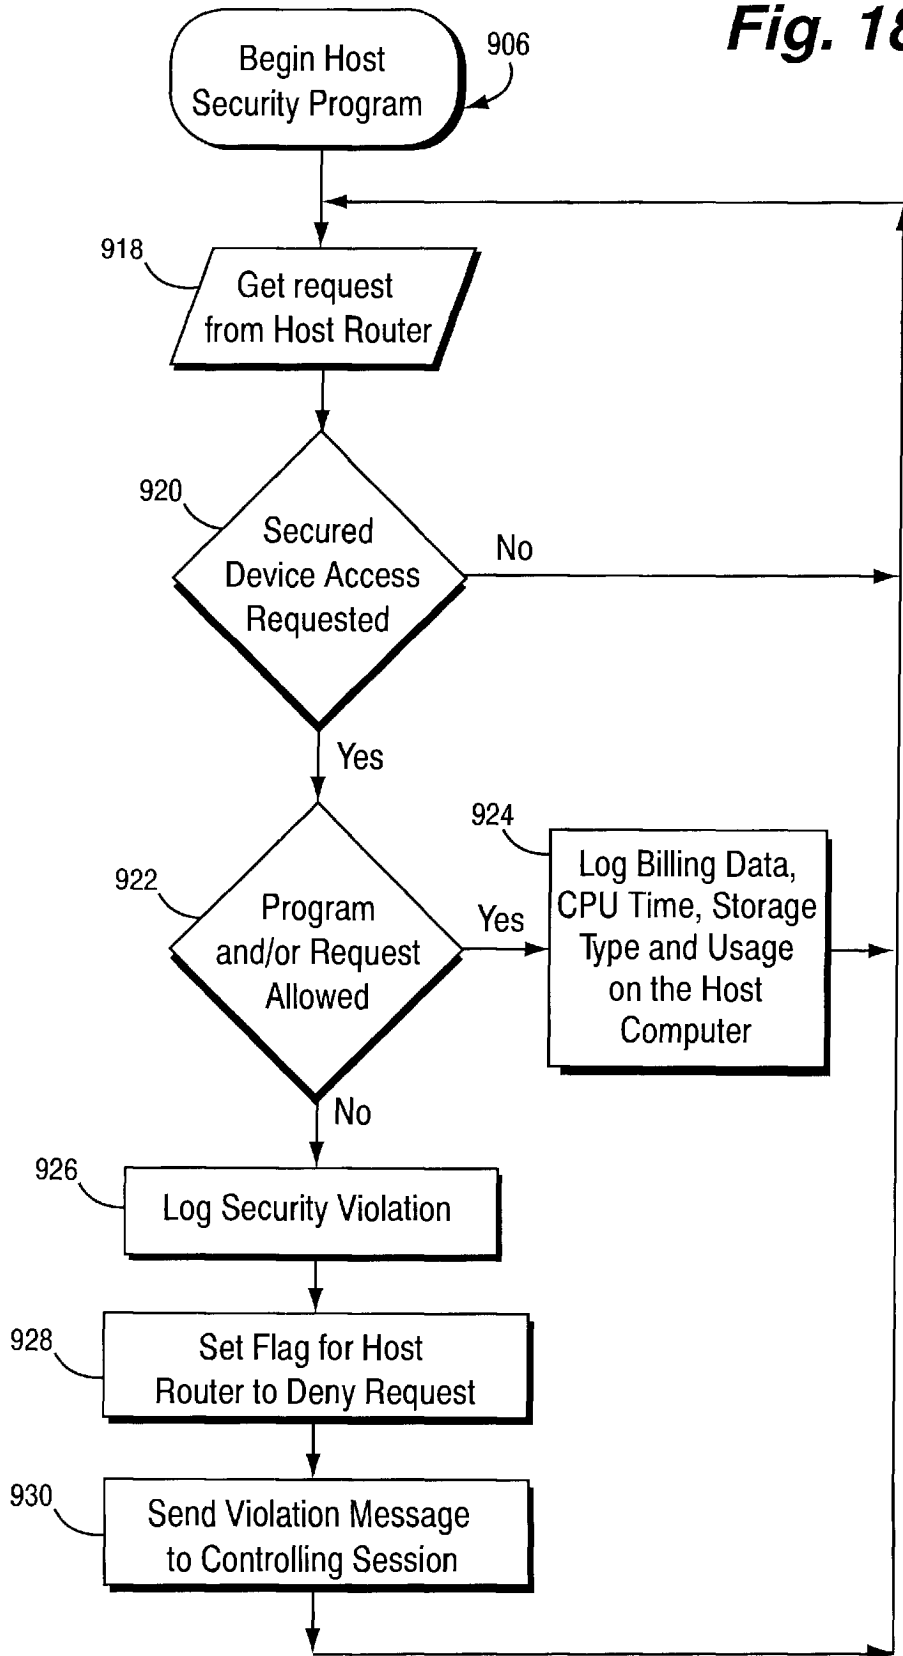 Fig. 18
906
Begin Host
Security Program
918
Get request
from Host Router
920
Secured
Device Access
Requested
No
Yes
922
Program
and/or Request
Allowed
Yes
924
Log Billing Data,
CPU Time, Storage
Type and Usage
on the Host
Computer
No
926
Log Security Violation
928
Set Flag for Host
Router to Deny Request
930
Send Violation Message
to Controlling Session